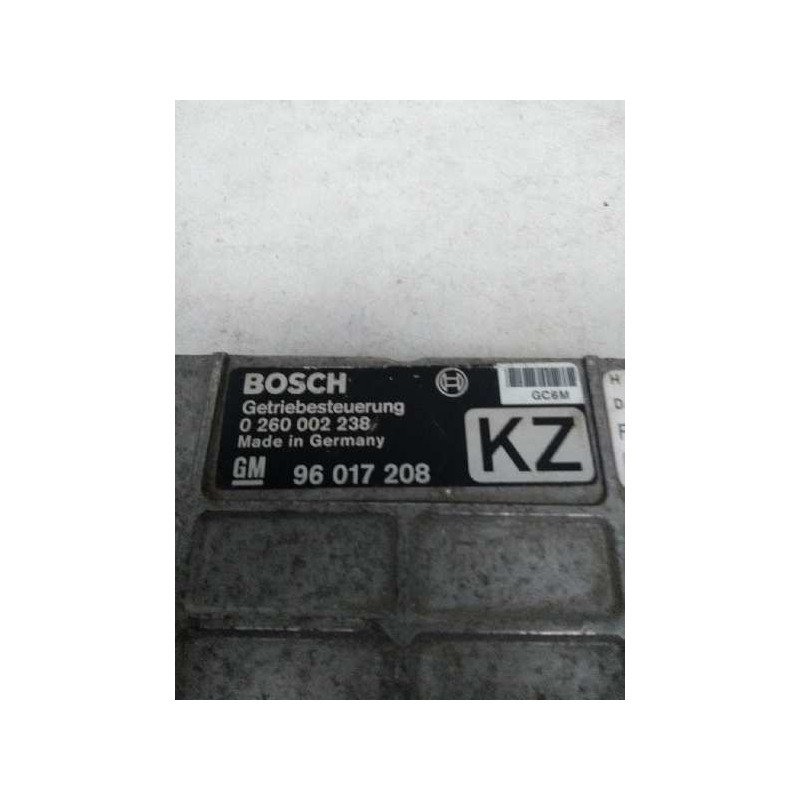 BOSCH
Getriebesteuerung
0 260 002 238
Made in Germany
GM 96 017 208
GC6M
KZ
H
D
F